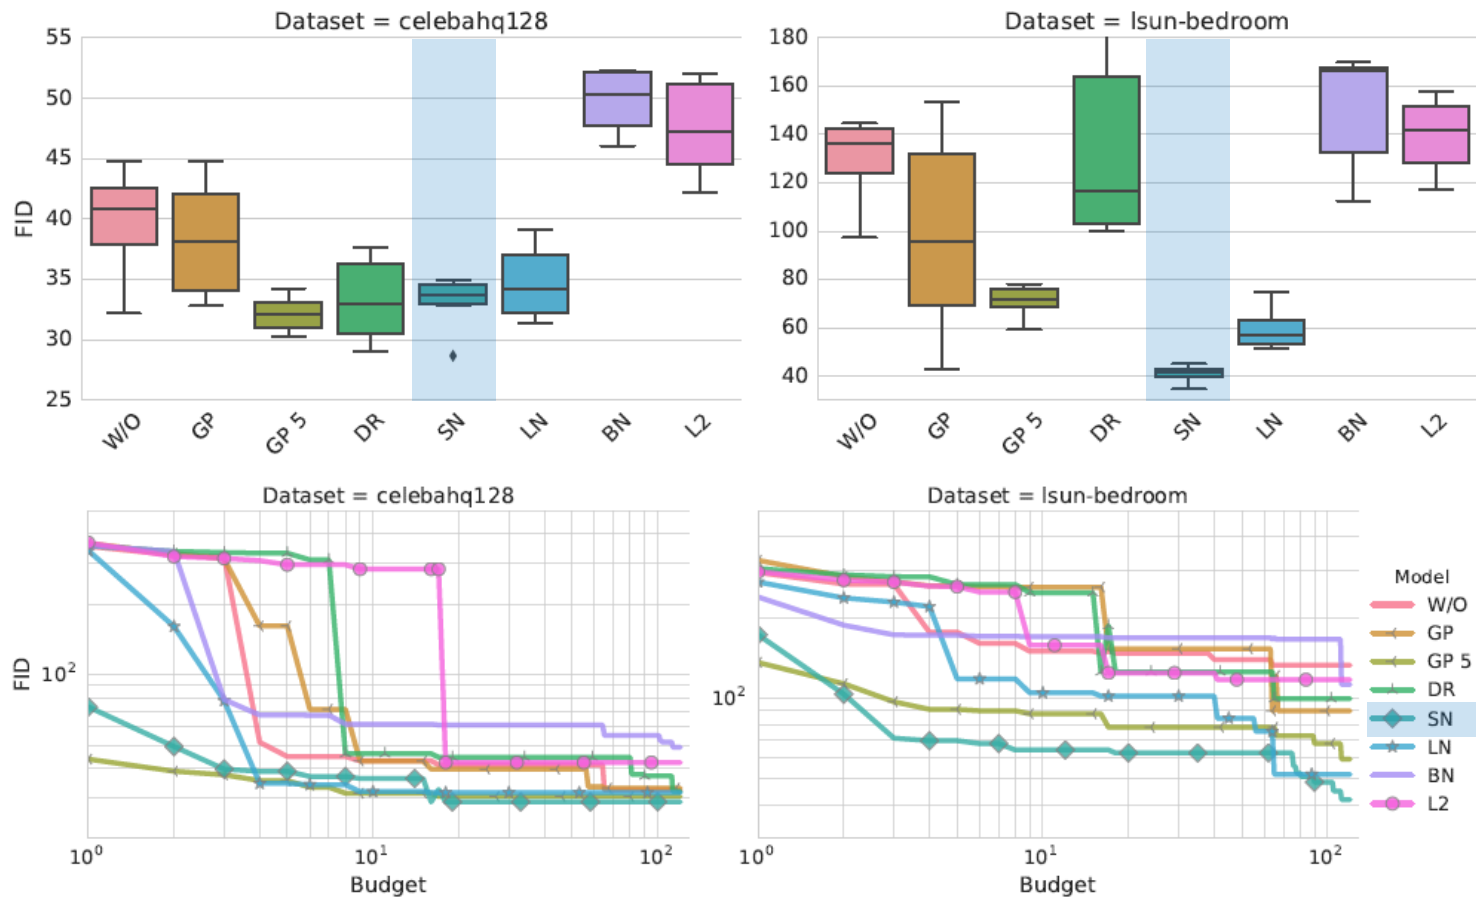 Dataset = celebahq128
Dataset = lsun-bedroom
FID
55
50
45
40
35
30
25
180
160
140
120
100
80
60
40
W/O
GP
GP 5
DR
SN
LN
BN
L2
W/O
GP
GP 5
DR
SN
LN
BN
L2
Dataset = celebahq128
Dataset = lsun-bedroom
FID
10²
10²
10⁰
10¹
10²
10⁰
10¹
10²
Budget
Budget
Model
W/O
GP
GP 5
DR
SN
LN
BN
L2